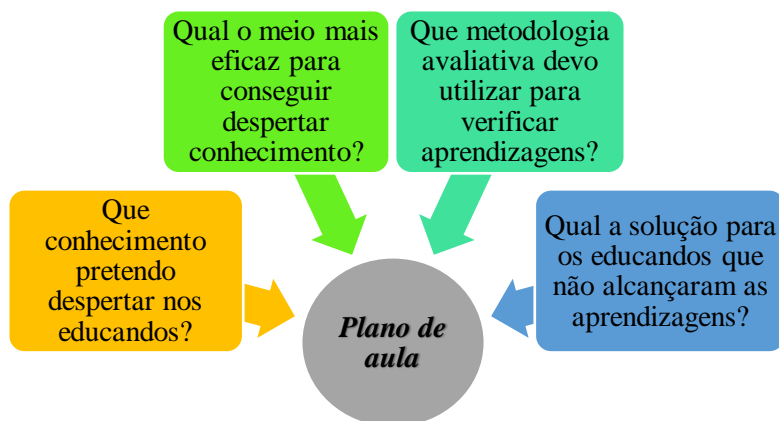 Que
conhecimento
pretendo
despertar nos
educandos?
Qual o meio mais
eficaz para
conseguir
despertar
conhecimento?
Que metodologia
avaliativa devo
utilizar para
verificar
aprendizagens?
Qual a solução para
os educandos que
não alcançaram as
aprendizagens?
Plano de
aula